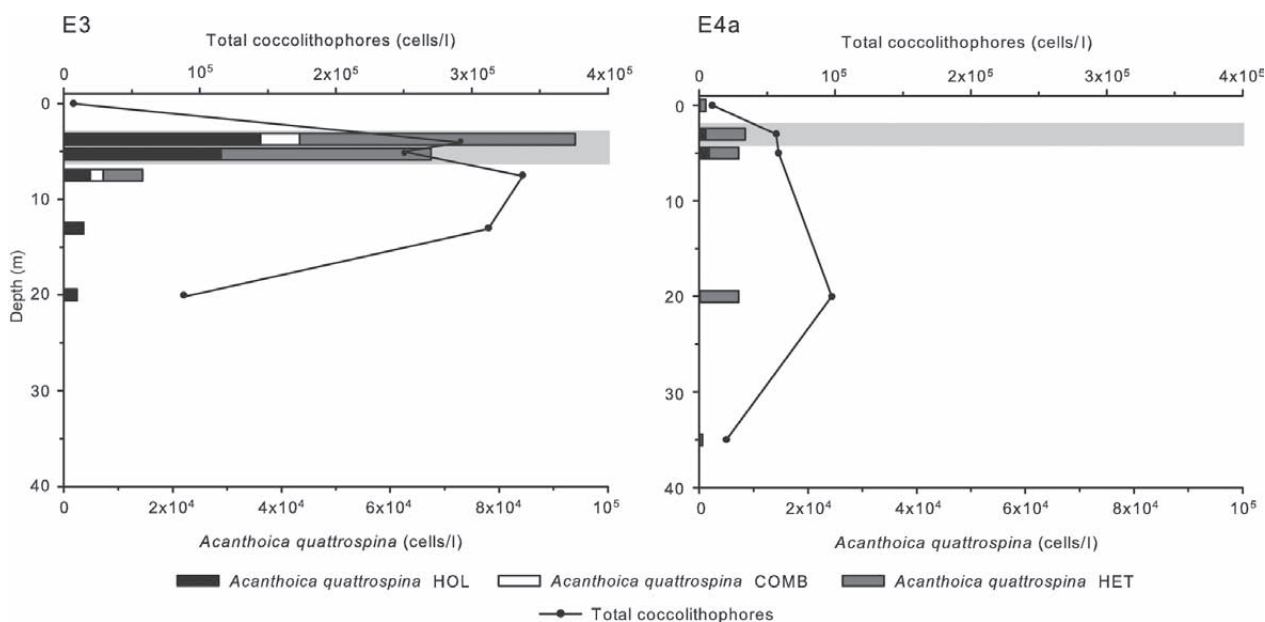 E3
Total coccolithophores (cells/l)
0 10⁵ 2x10⁵ 3x10⁵ 4x10⁵
0
10
20
30
40
Depth (m)
0 2x10⁴ 4x10⁴ 6x10⁴ 8x10⁴ 10⁵
Acanthoica quattrospina (cells/l)
E4a
Total coccolithophores (cells/l)
0 10⁵ 2x10⁵ 3x10⁵ 4x10⁵
0
10
20
30
40
0 2x10⁴ 4x10⁴ 6x10⁴ 8x10⁴ 10⁵
Acanthoica quattrospina (cells/l)
Acanthoica quattrospina HOL Acanthoica quattrospina COMB Acanthoica quattrospina HET
Total coccolithophores